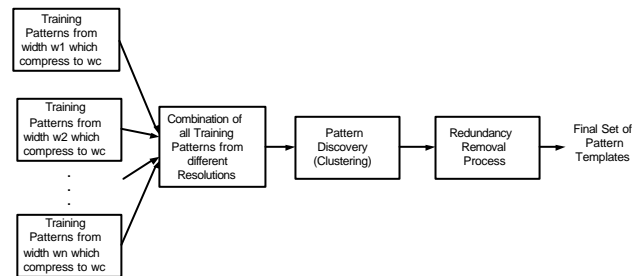 Training
Patterns from
width w1 which
compress to wc
Training
Patterns from
width w2 which
compress to wc
.
.
.
Training
Patterns from
width wn which
compress to wc
Combination of
all Training
Patterns from
different
Resolutions
Pattern
Discovery
(Clustering)
Redundancy
Removal
Process
Final Set of
Pattern
Templates